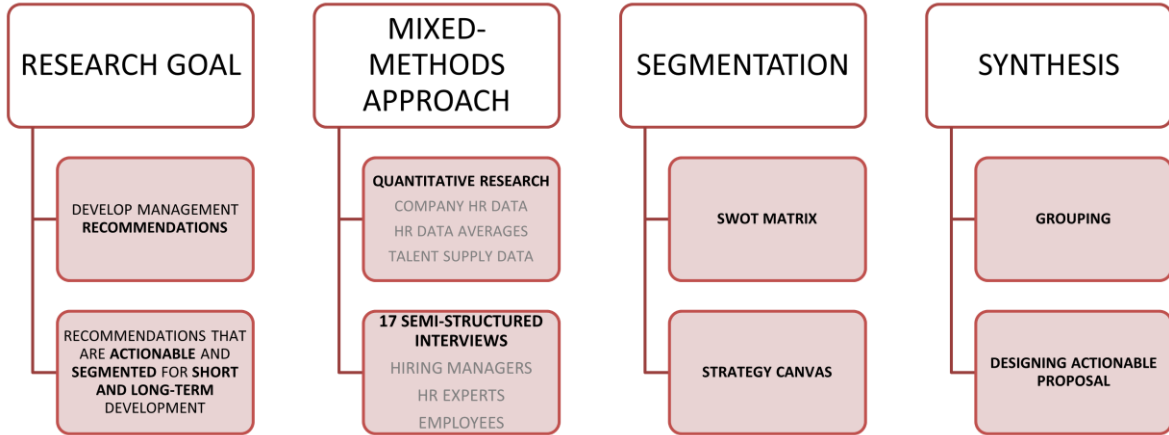 RESEARCH GOAL
DEVELOP MANAGEMENT
RECOMMENDATIONS
RECOMMENDATIONS THAT
ARE ACTIONABLE AND
SEGMENTED FOR SHORT
AND LONG-TERM
DEVELOPMENT
MIXED-
METHODS
APPROACH
QUANTITATIVE RESEARCH
COMPANY HR DATA
HR DATA AVERAGES
TALENT SUPPLY DATA
17 SEMI-STRUCTURED
INTERVIEWS
HIRING MANAGERS
HR EXPERTS
EMPLOYEES
SEGMENTATION
SWOT MATRIX
STRATEGY CANVAS
SYNTHESIS
GROUPING
DESIGNING ACTIONABLE
PROPOSAL